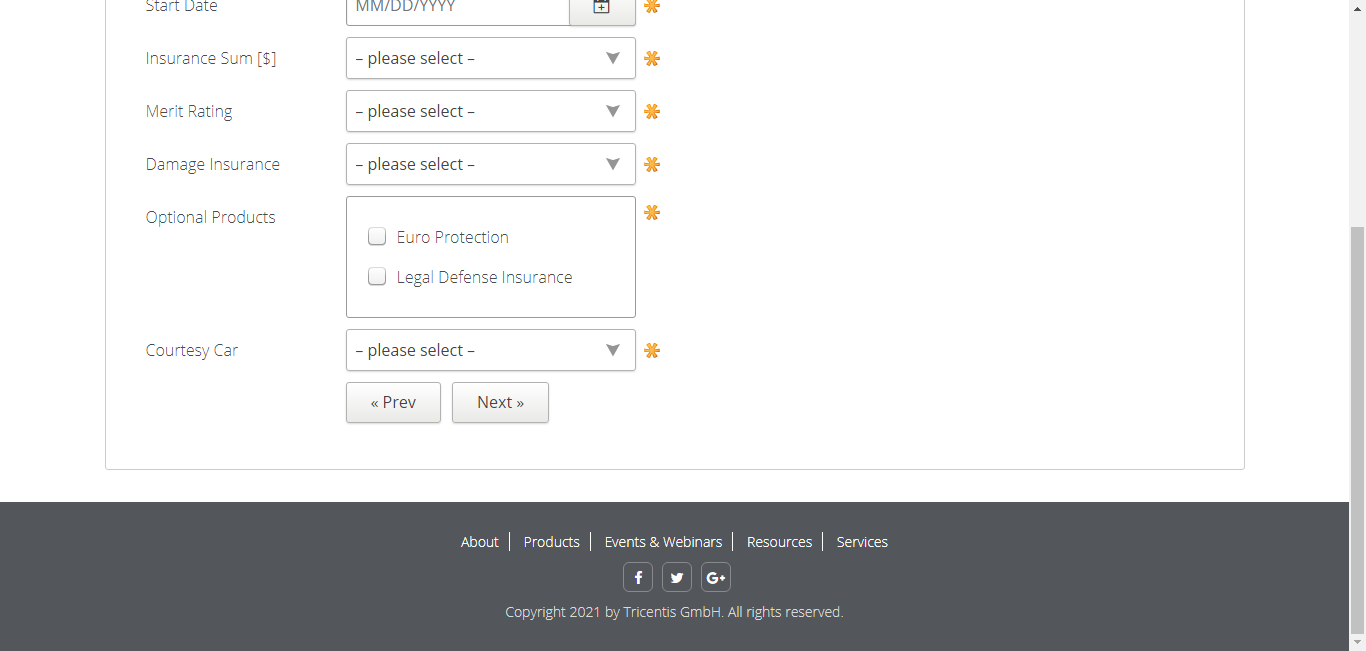 Start Date MM/DD/YYYY
Insurance Sum [$] – please select –
Merit Rating – please select –
Damage Insurance – please select –
Optional Products
Euro Protection
Legal Defense Insurance
Courtesy Car – please select –
« Prev Next »
About Products Events & Webinars Resources Services
f G+
Copyright 2021 by Tricentis GmbH. All rights reserved.